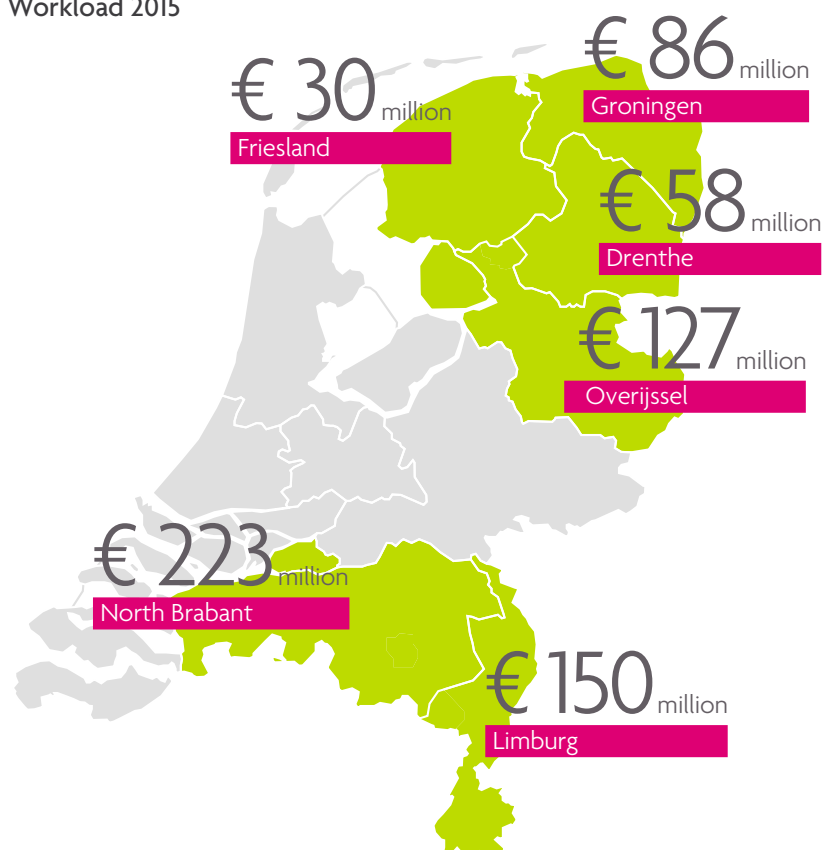 Workload 2015
€ 86 million
Groningen
€ 30 million
Friesland
€ 58 million
Drenthe
€ 127 million
Overijssel
€ 223 million
North Brabant
€ 150 million
Limburg